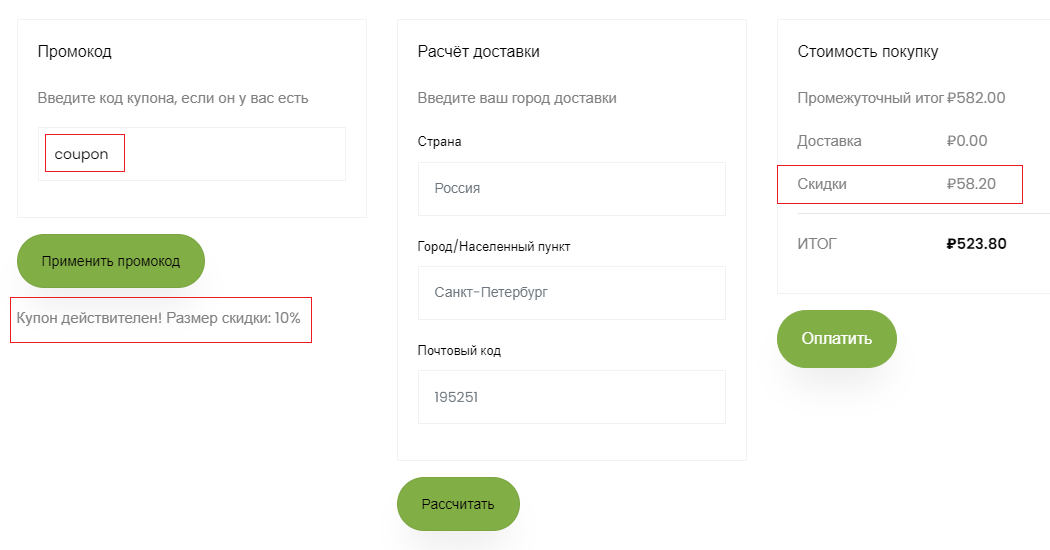 Промокод
Введите код купона, если он у вас есть
coupon
Применить промокод
Купон действителен! Размер скидки: 10%
Расчёт доставки
Введите ваш город доставки
Страна
Россия
Город/Населенный пункт
Санкт-Петербург
Почтовый код
195251
Рассчитать
Стоимость покупку
Промежуточный итог ₽582.00
Доставка ₽0.00
Скидки ₽58.20
ИТОГ ₽523.80
Оплатить